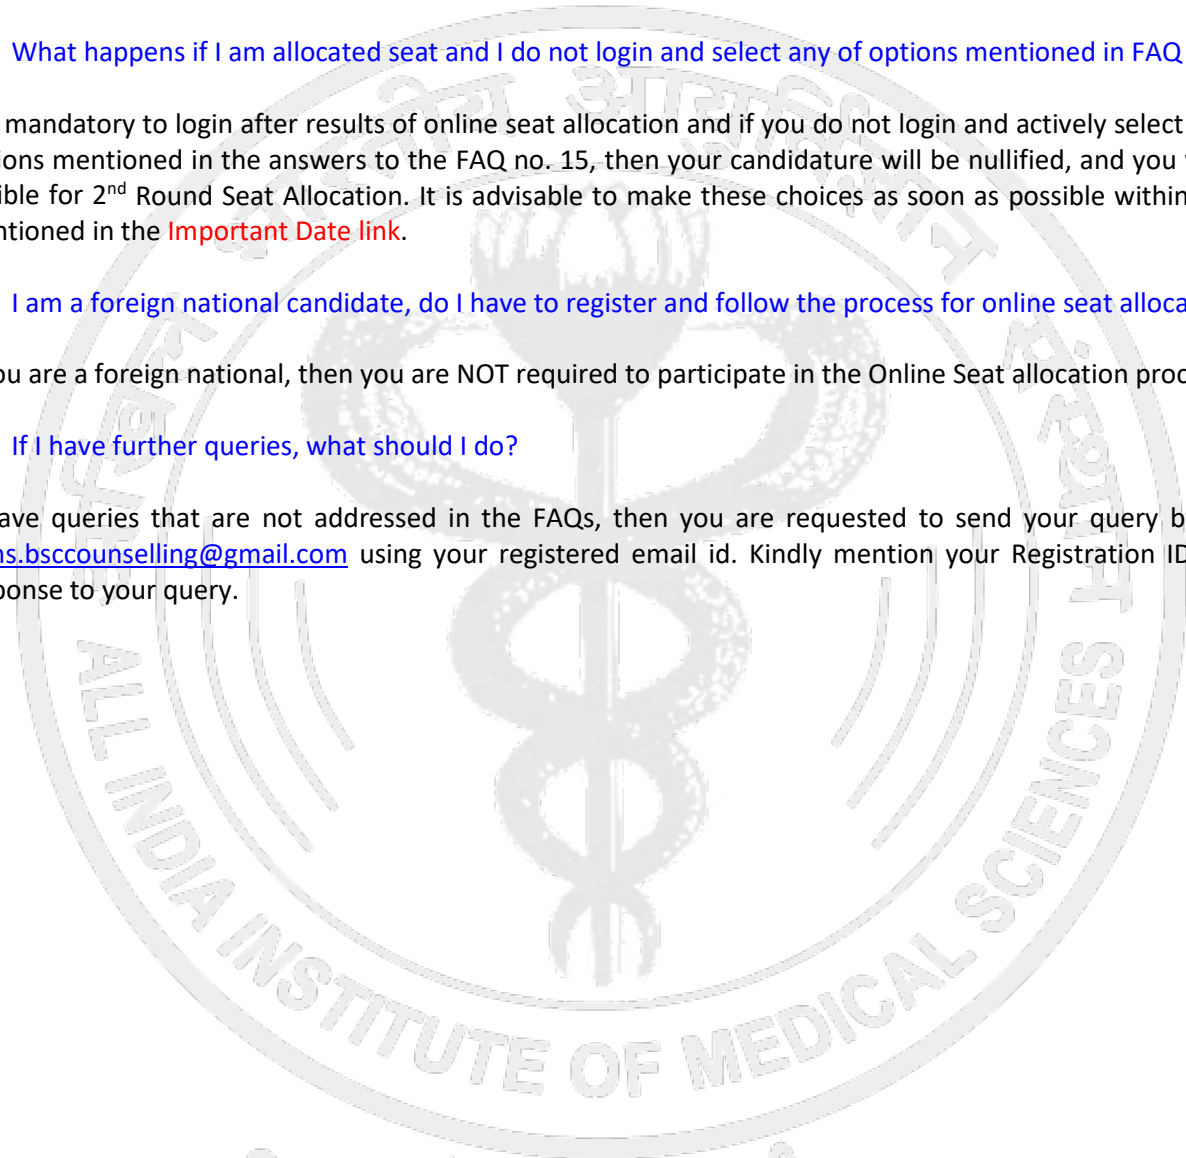 What happens if I am allocated seat and I do not login and select any of options mentioned in FAQ
mandatory to login after results of online seat allocation and if you do not login and actively select
ions mentioned in the answers to the FAQ no. 15, then your candidature will be nullified, and you
ible for 2nd Round Seat Allocation. It is advisable to make these choices as soon as possible within
ntioned in the Important Date link.
I am a foreign national candidate, do I have to register and follow the process for online seat alloca
ou are a foreign national, then you are NOT required to participate in the Online Seat allocation proc
If I have further queries, what should I do?
ave queries that are not addressed in the FAQs, then you are requested to send your query b
ns.bsccounselling@gmail.com using your registered email id. Kindly mention your Registration ID
ponse to your query.
ALL INDIA INSTITUTE OF MEDICAL SCIENCES